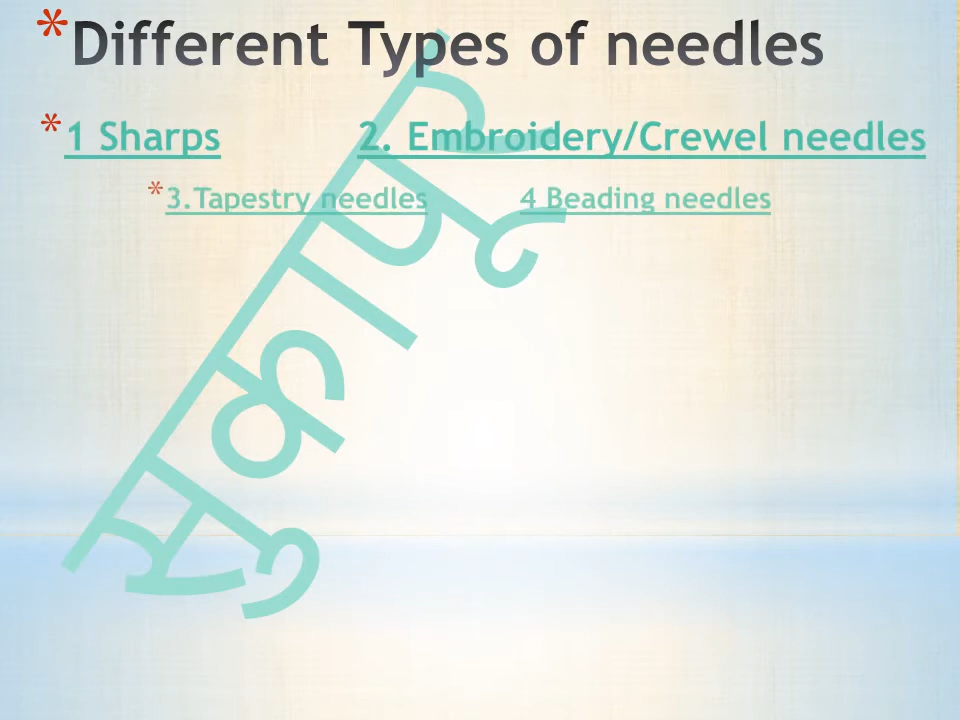 * Different Types of needles
* 1 Sharps 2. Embroidery/Crewel needles
* 3.Tapestry needles 4 Beading needles
सुकापूर